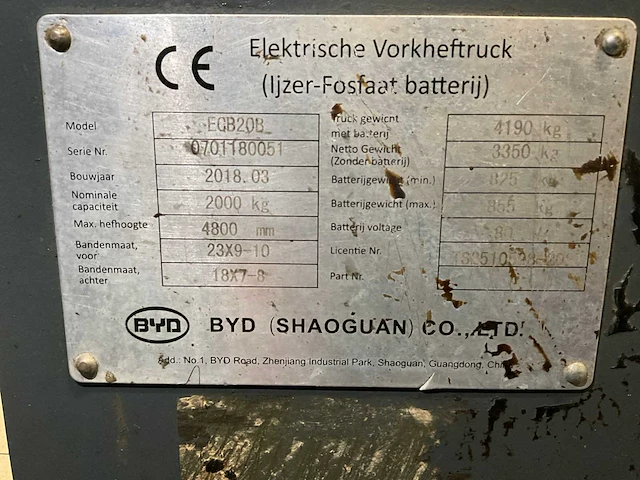 CE
Elektrische Vorkheftruck
(Ijzer-Fosfaat batterij)
Model ECB20B
Serie Nr. 0701180051
Bouwjaar 2018.03
Nominale capaciteit 2000 kg
Max. hefhoogte 4800 mm
Bandenmaat, voor 23X9-10
Bandenmaat, achter 18X7-8
Truck gewicht met batterij 4190 kg
Netto Gewicht (Zonder batterij) 3350 kg
Batterijgewicht (min.) 825
Batterijgewicht (max.) kg
Batterij voltage
Licentie Nr.
Part Nr.
BYD BYD (SHAOGUAN) CO., LTD.
Add.: No.1, BYD Road, Zhenjiang Industrial Park, Shaoguan, Guangdong,